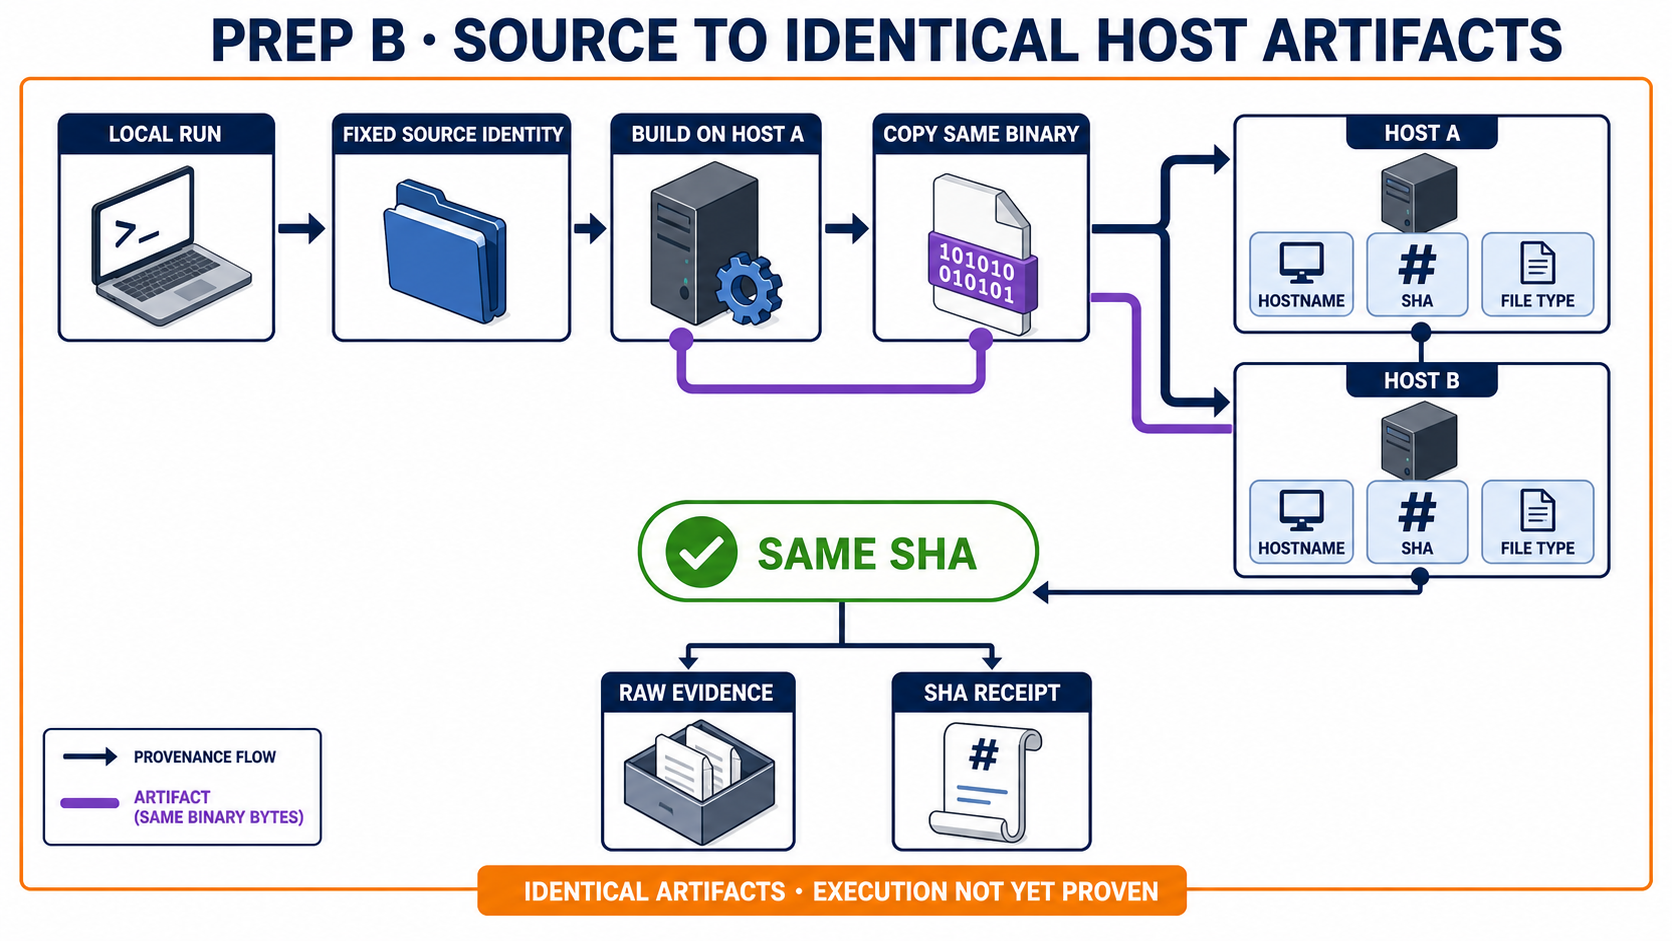 PREP B · SOURCE TO IDENTICAL HOST ARTIFACTS
LOCAL RUN
>_
FIXED SOURCE IDENTITY
BUILD ON HOST A
COPY SAME BINARY
101010
010101
HOST A
HOSTNAME
#
SHA
FILE TYPE
HOST B
HOSTNAME
#
SHA
FILE TYPE
SAME SHA
RAW EVIDENCE
SHA RECEIPT
#
PROVENANCE FLOW
ARTIFACT
(SAME BINARY BYTES)
IDENTICAL ARTIFACTS · EXECUTION NOT YET PROVEN